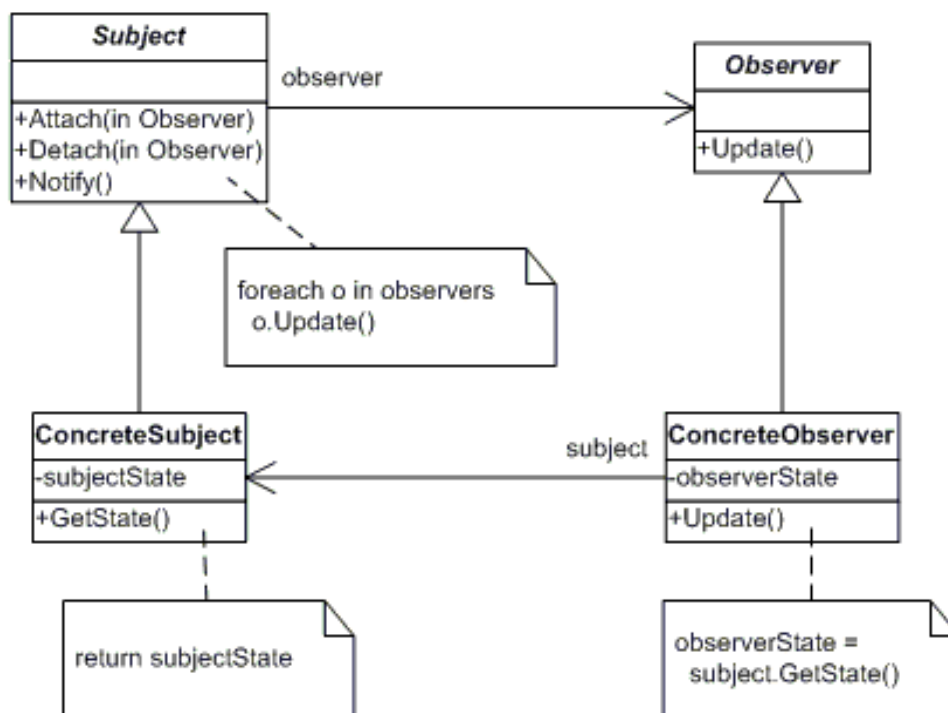 Subject
+Attach(in Observer)
+Detach(in Observer)
+Notify()
observer
Observer
+Update()
foreach o in observers
o.Update()
ConcreteSubject
-subjectState
+GetState()
subject
ConcreteObserver
-observerState
+Update()
return subjectState
observerState =
subject.GetState()